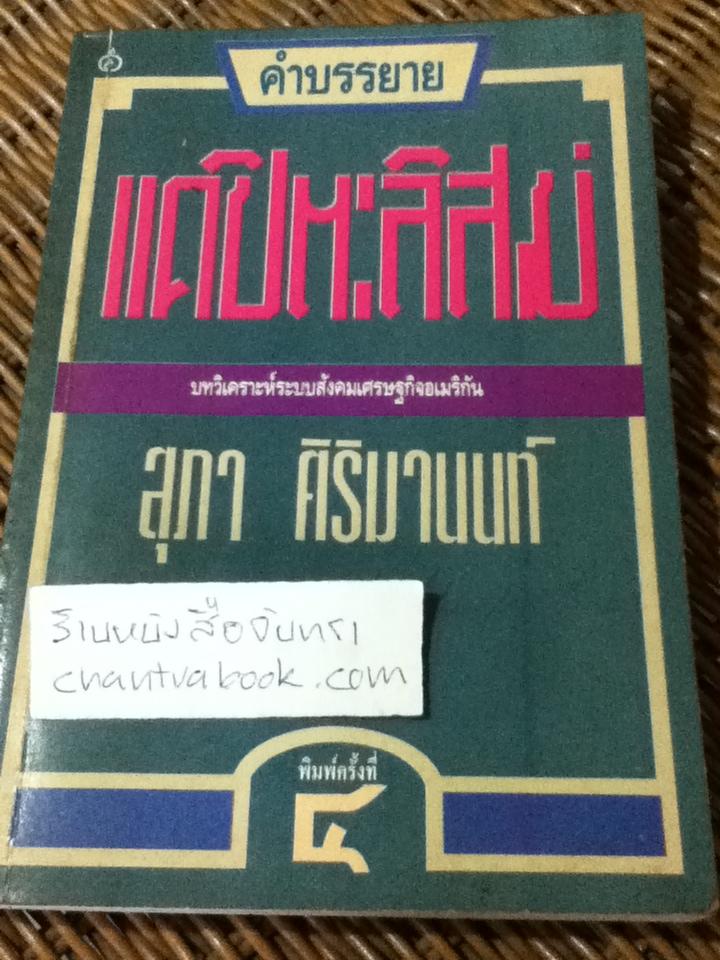 คำบรรยาย
แคปิตะลิสม์
บทวิเคราะห์ระบบสังคมเศรษฐกิจอเมริกัน
สุภา ศิริมานนท์
ร้านหนังสือจันทรา
chantrabook.com
พิมพ์ครั้งที่
๔